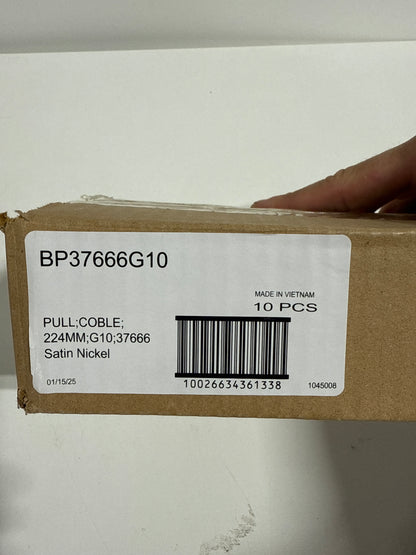 BP37666G10
MADE IN VIETNAM
10 PCS
PULL;COBLE;
224MM;G10;37666
Satin Nickel
01/15/25
10026634361338
1045008